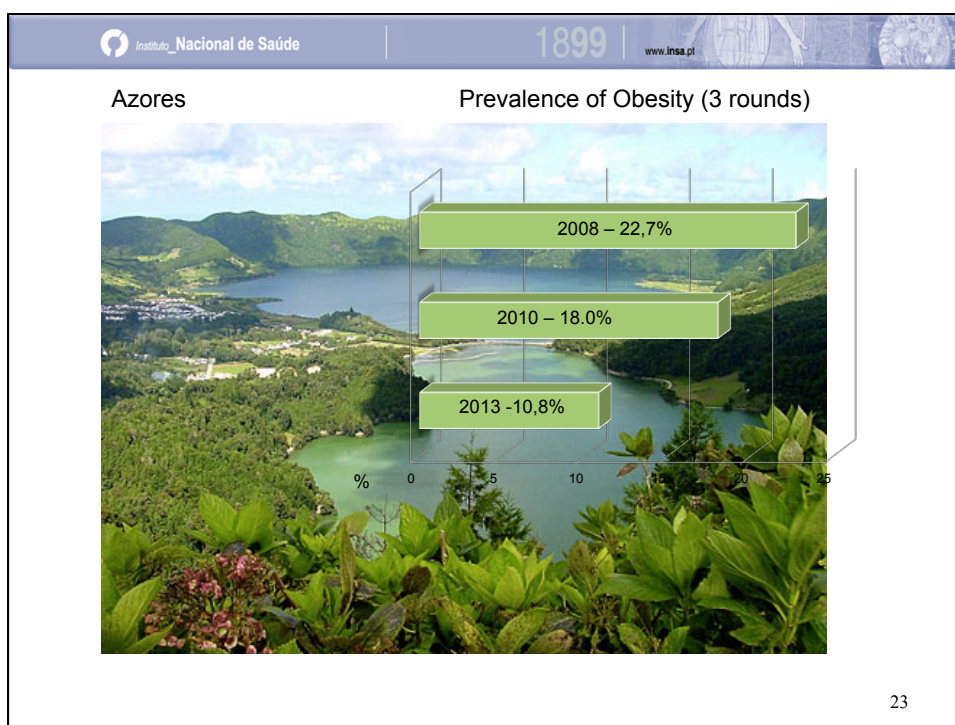 Instituto_Nacional de Saúde
1899
www.insa.pt
Azores
Prevalence of Obesity (3 rounds)
2008 – 22,7%
2010 – 18.0%
2013 -10,8%
% 0 5 10 15 20 25
23